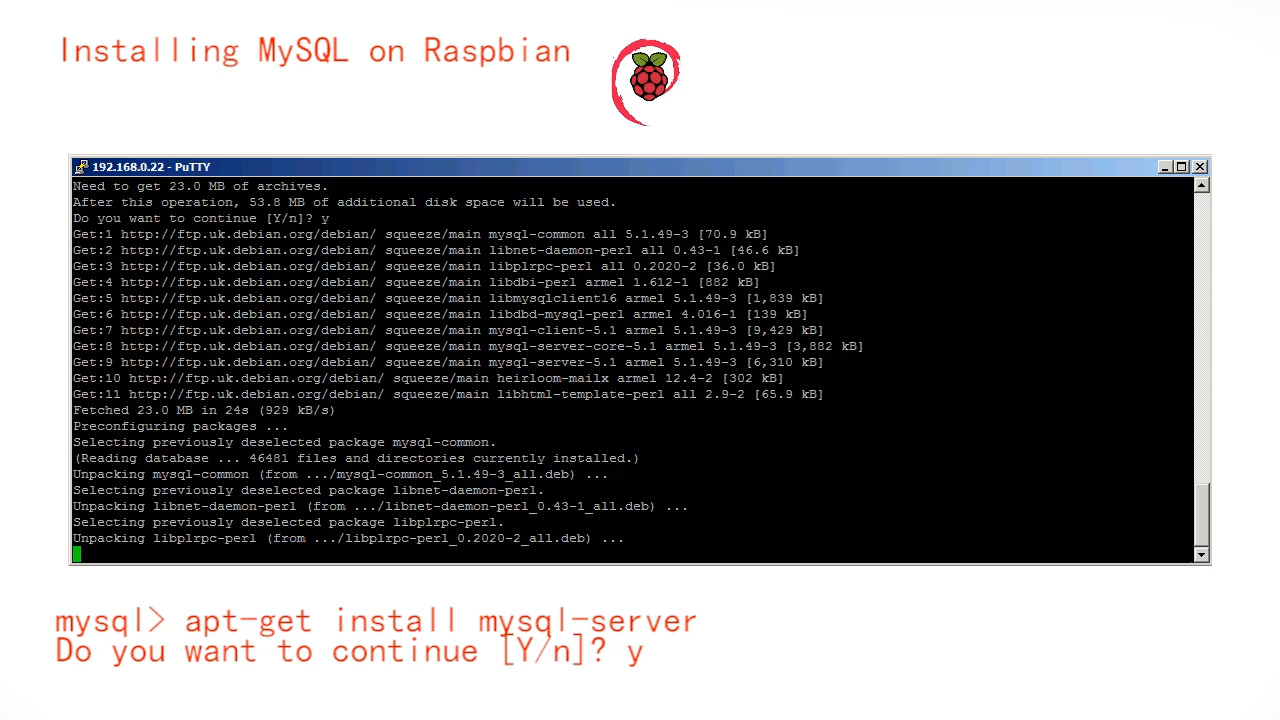 Installing MySQL on Raspbian
192.168.0.22 - PuTTY
Need to get 23.0 MB of archives.
After this operation, 53.8 MB of additional disk space will be used.
Do you want to continue [Y/n]? y
Get:1 http://ftp.uk.debian.org/debian/ squeeze/main mysql-common all 5.1.49-3 [70.9 kB]
Get:2 http://ftp.uk.debian.org/debian/ squeeze/main libnet-daemon-perl all 0.43-1 [46.6 kB]
Get:3 http://ftp.uk.debian.org/debian/ squeeze/main libplrpc-perl all 0.2020-2 [36.0 kB]
Get:4 http://ftp.uk.debian.org/debian/ squeeze/main libdbi-perl armel 1.612-1 [882 kB]
Get:5 http://ftp.uk.debian.org/debian/ squeeze/main libmysqlclient16 armel 5.1.49-3 [1,839 kB]
Get:6 http://ftp.uk.debian.org/debian/ squeeze/main libdbd-mysql-perl armel 4.016-1 [139 kB]
Get:7 http://ftp.uk.debian.org/debian/ squeeze/main mysql-client-5.1 armel 5.1.49-3 [9,429 kB]
Get:8 http://ftp.uk.debian.org/debian/ squeeze/main mysql-server-core-5.1 armel 5.1.49-3 [3,882 kB]
Get:9 http://ftp.uk.debian.org/debian/ squeeze/main mysql-server-5.1 armel 5.1.49-3 [6,310 kB]
Get:10 http://ftp.uk.debian.org/debian/ squeeze/main heirloom-mailx armel 12.4-2 [302 kB]
Get:11 http://ftp.uk.debian.org/debian/ squeeze/main libhtml-template-perl all 2.9-2 [65.9 kB]
Fetched 23.0 MB in 24s (929 kB/s)
Preconfiguring packages ...
Selecting previously deselected package mysql-common.
(Reading database ... 46481 files and directories currently installed.)
Unpacking mysql-common (from .../mysql-common_5.1.49-3_all.deb) ...
Selecting previously deselected package libnet-daemon-perl.
Unpacking libnet-daemon-perl (from .../libnet-daemon-perl_0.43-1_all.deb) ...
Selecting previously deselected package libplrpc-perl.
Unpacking libplrpc-perl (from .../libplrpc-perl_0.2020-2_all.deb) ...
mysql> apt-get install mysql-server
Do you want to continue [Y/n]? y